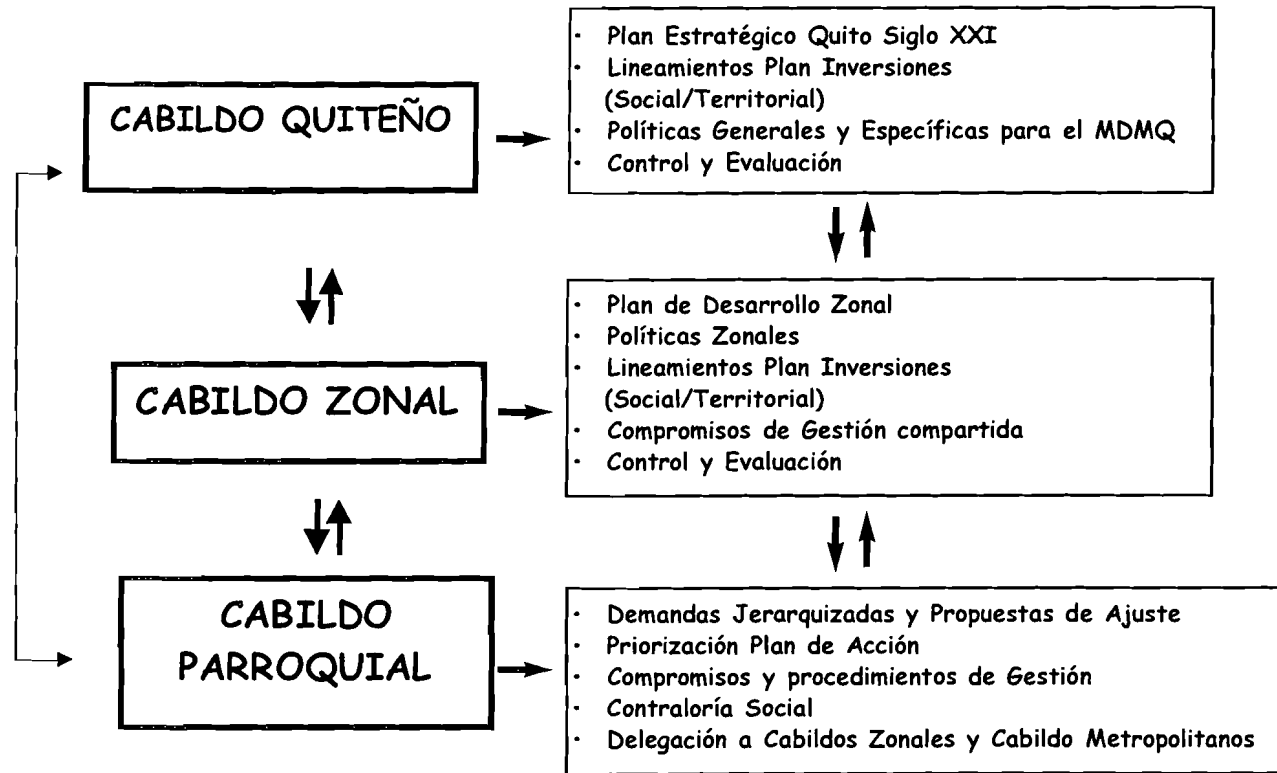 CABILDO QUITEÑO
· Plan Estratégico Quito Siglo XXI
· Lineamientos Plan Inversiones
(Social/Territorial)
· Políticas Generales y Específicas para el MDMQ
· Control y Evaluación
CABILDO ZONAL
· Plan de Desarrollo Zonal
· Políticas Zonales
· Lineamientos Plan Inversiones
(Social/Territorial)
· Compromisos de Gestión compartida
· Control y Evaluación
CABILDO
PARROQUIAL
· Demandas Jerarquizadas y Propuestas de Ajuste
· Priorización Plan de Acción
· Compromisos y procedimientos de Gestión
· Contraloría Social
· Delegación a Cabildos Zonales y Cabildo Metropolitanos